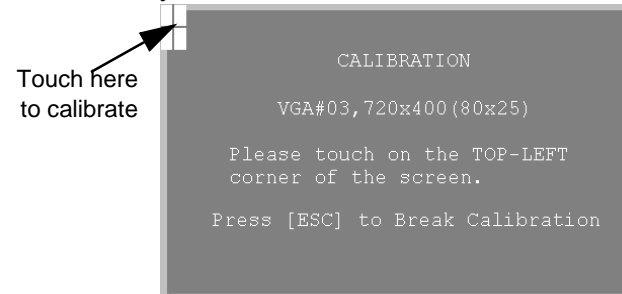 CALIBRATION
Touch here
to calibrate
VGA#03,720x400(80x25)
Please touch on the TOP-LEFT
corner of the screen.
Press [ESC] to Break Calibration